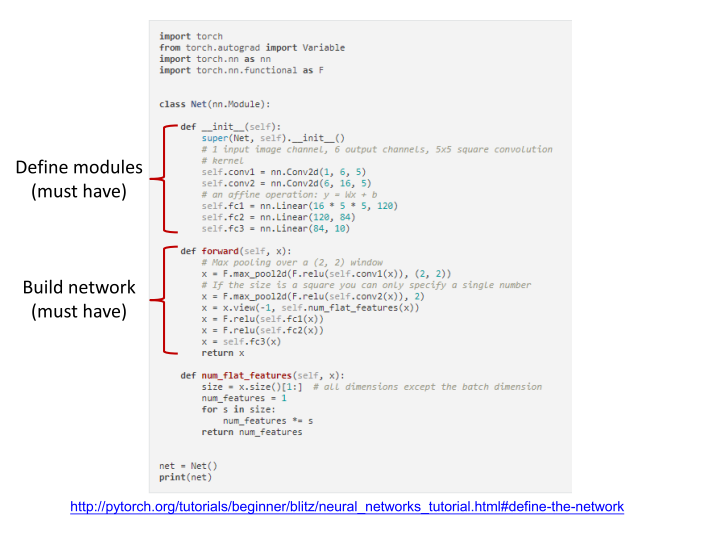 import torch
from torch.autograd import Variable
import torch.nn as nn
import torch.nn.functional as F
class Net(nn.Module):
def __init__(self):
super(Net, self).__init__()
# 1 input image channel, 6 output channels, 5x5 square convolution
# kernel
self.conv1 = nn.Conv2d(1, 6, 5)
self.conv2 = nn.Conv2d(6, 16, 5)
# an affine operation: y = Wx + b
self.fc1 = nn.Linear(16 * 5 * 5, 120)
self.fc2 = nn.Linear(120, 84)
self.fc3 = nn.Linear(84, 10)
Define modules
(must have)
def forward(self, x):
# Max pooling over a (2, 2) window
x = F.max_pool2d(F.relu(self.conv1(x)), (2, 2))
# If the size is a square you can only specify a single number
x = F.max_pool2d(F.relu(self.conv2(x)), 2)
x = x.view(-1, self.num_flat_features(x))
x = F.relu(self.fc1(x))
x = F.relu(self.fc2(x))
x = self.fc3(x)
return x
Build network
(must have)
def num_flat_features(self, x):
size = x.size()[1:]  # all dimensions except the batch dimension
num_features = 1
for s in size:
num_features *= s
return num_features
net = Net()
print(net)
http://pytorch.org/tutorials/beginner/blitz/neural_networks_tutorial.html#define-the-network